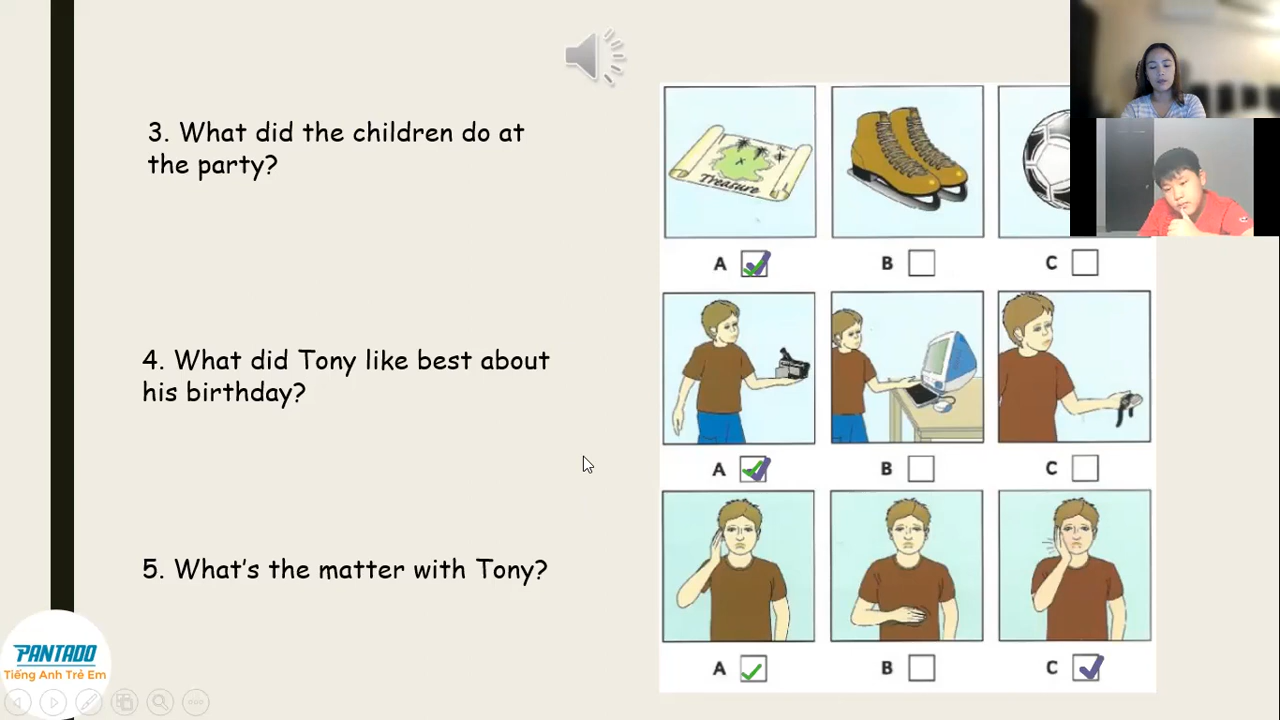 3. What did the children do at
the party?
Treasure
A B C
4. What did Tony like best about
his birthday?
A B C
5. What's the matter with Tony?
A B C
PANTADO
Tiếng Anh Trẻ Em